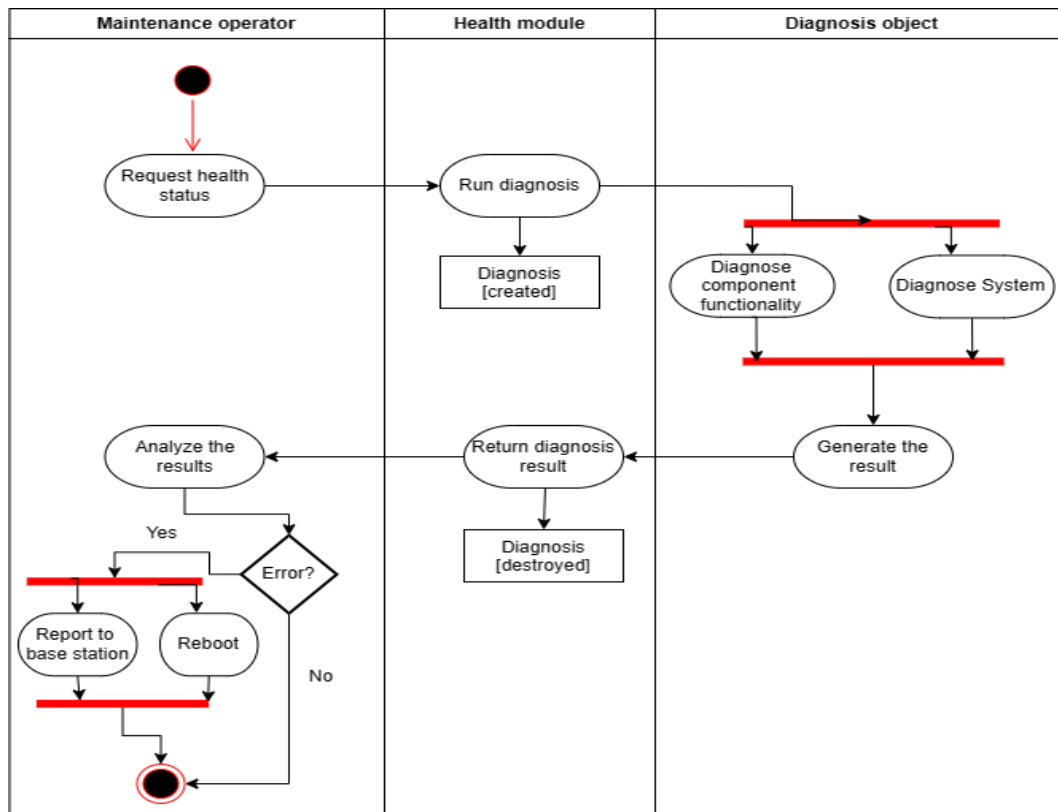 Maintenance operator
Health module
Diagnosis object
Request health
status
Run diagnosis
Diagnosis
[created]
Diagnose
component
functionality
Diagnose System
Analyze the
results
Return diagnosis
result
Generate the
result
Diagnosis
[destroyed]
Yes
Error?
Report to
base station
Reboot
No